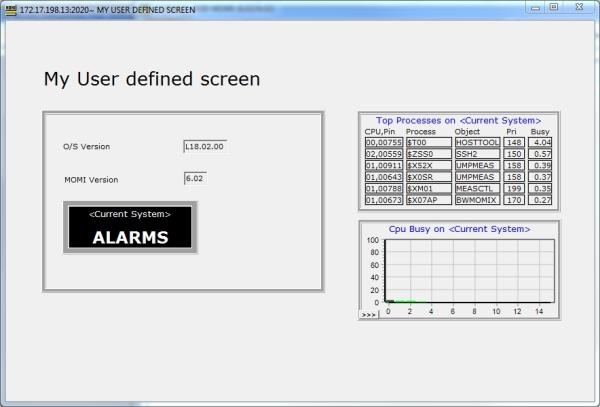 172.17.198.13:2020~ MY USER DEFINED SCREEN
My User defined screen
O/S Version L18.02.00
MOMI Version 6.02
<Current System>
ALARMS
Top Processes on <Current System>
CPU,Pin Process Object Pri Busy
00,00755 $T00 HOSTTOOL 148 4.04
02,00559 $ZSS0 SSH2 150 0.57
01,00911 $X52X UMPMEAS 158 0.39
01,00643 $X0SR UMPMEAS 158 0.37
01,00788 $XM01 MEASCTL 199 0.35
01,00673 $X07AP BWMOMIX 170 0.27
Cpu Busy on <Current System>
100
80
60
40
20
0
0 2 4 6 8 10 12 14
>>>